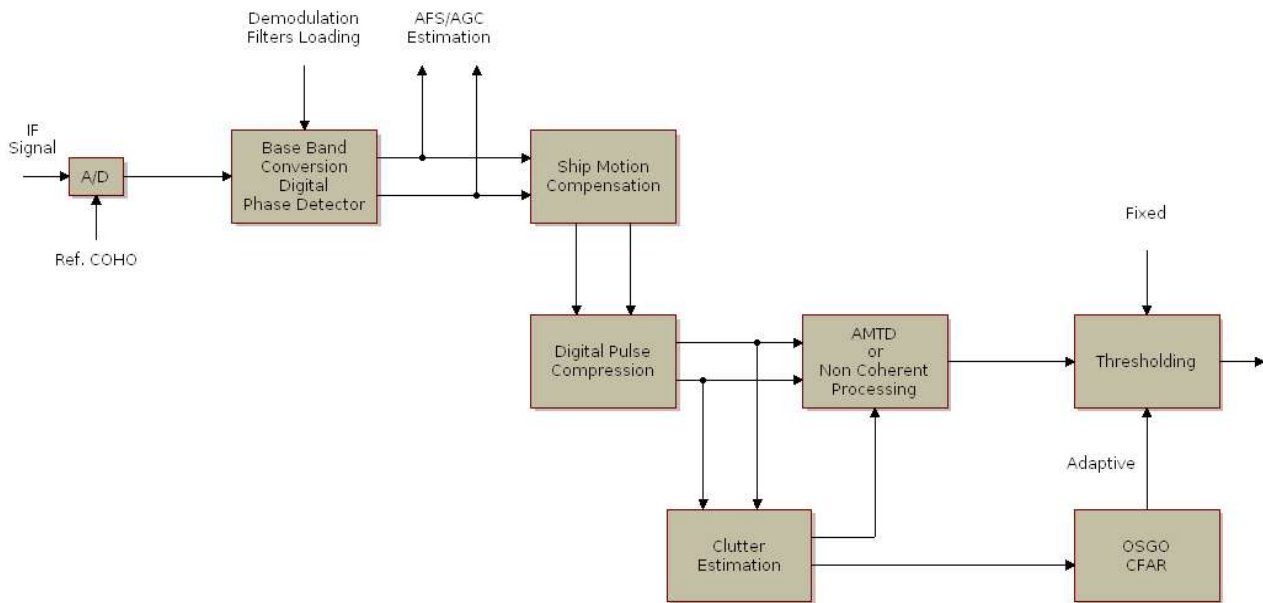 Demodulation
Filters Loading
AFS/AGC
Estimation
IF
Signal
A/D
Ref. COHO
Base Band
Conversion
Digital
Phase Detector
Ship Motion
Compensation
Fixed
Digital Pulse
Compression
AMTD
or
Non Coherent
Processing
Thresholding
Adaptive
Clutter
Estimation
OSGO
CFAR